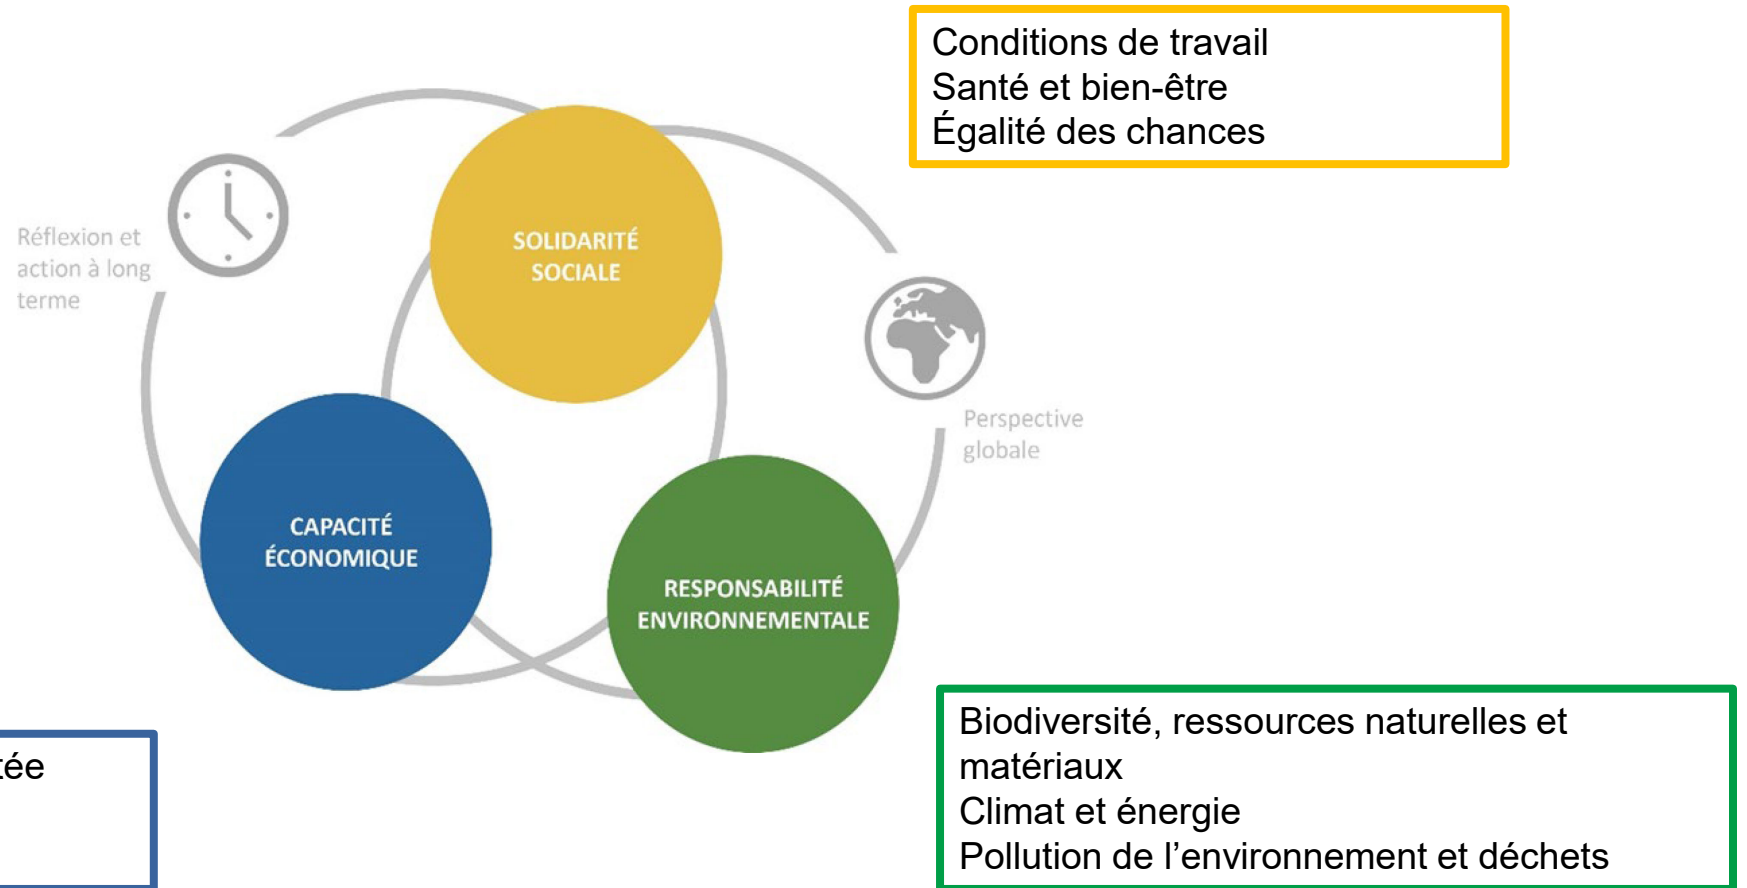 Conditions de travail
Santé et bien-être
Égalité des chances
Réflexion et
action à long
terme
SOLIDARITÉ
SOCIALE
Perspective
globale
CAPACITÉ
ÉCONOMIQUE
RESPONSABILITÉ
ENVIRONNEMENTALE
Biodiversité, ressources naturelles et
matériaux
Climat et énergie
Pollution de l’environnement et déchets